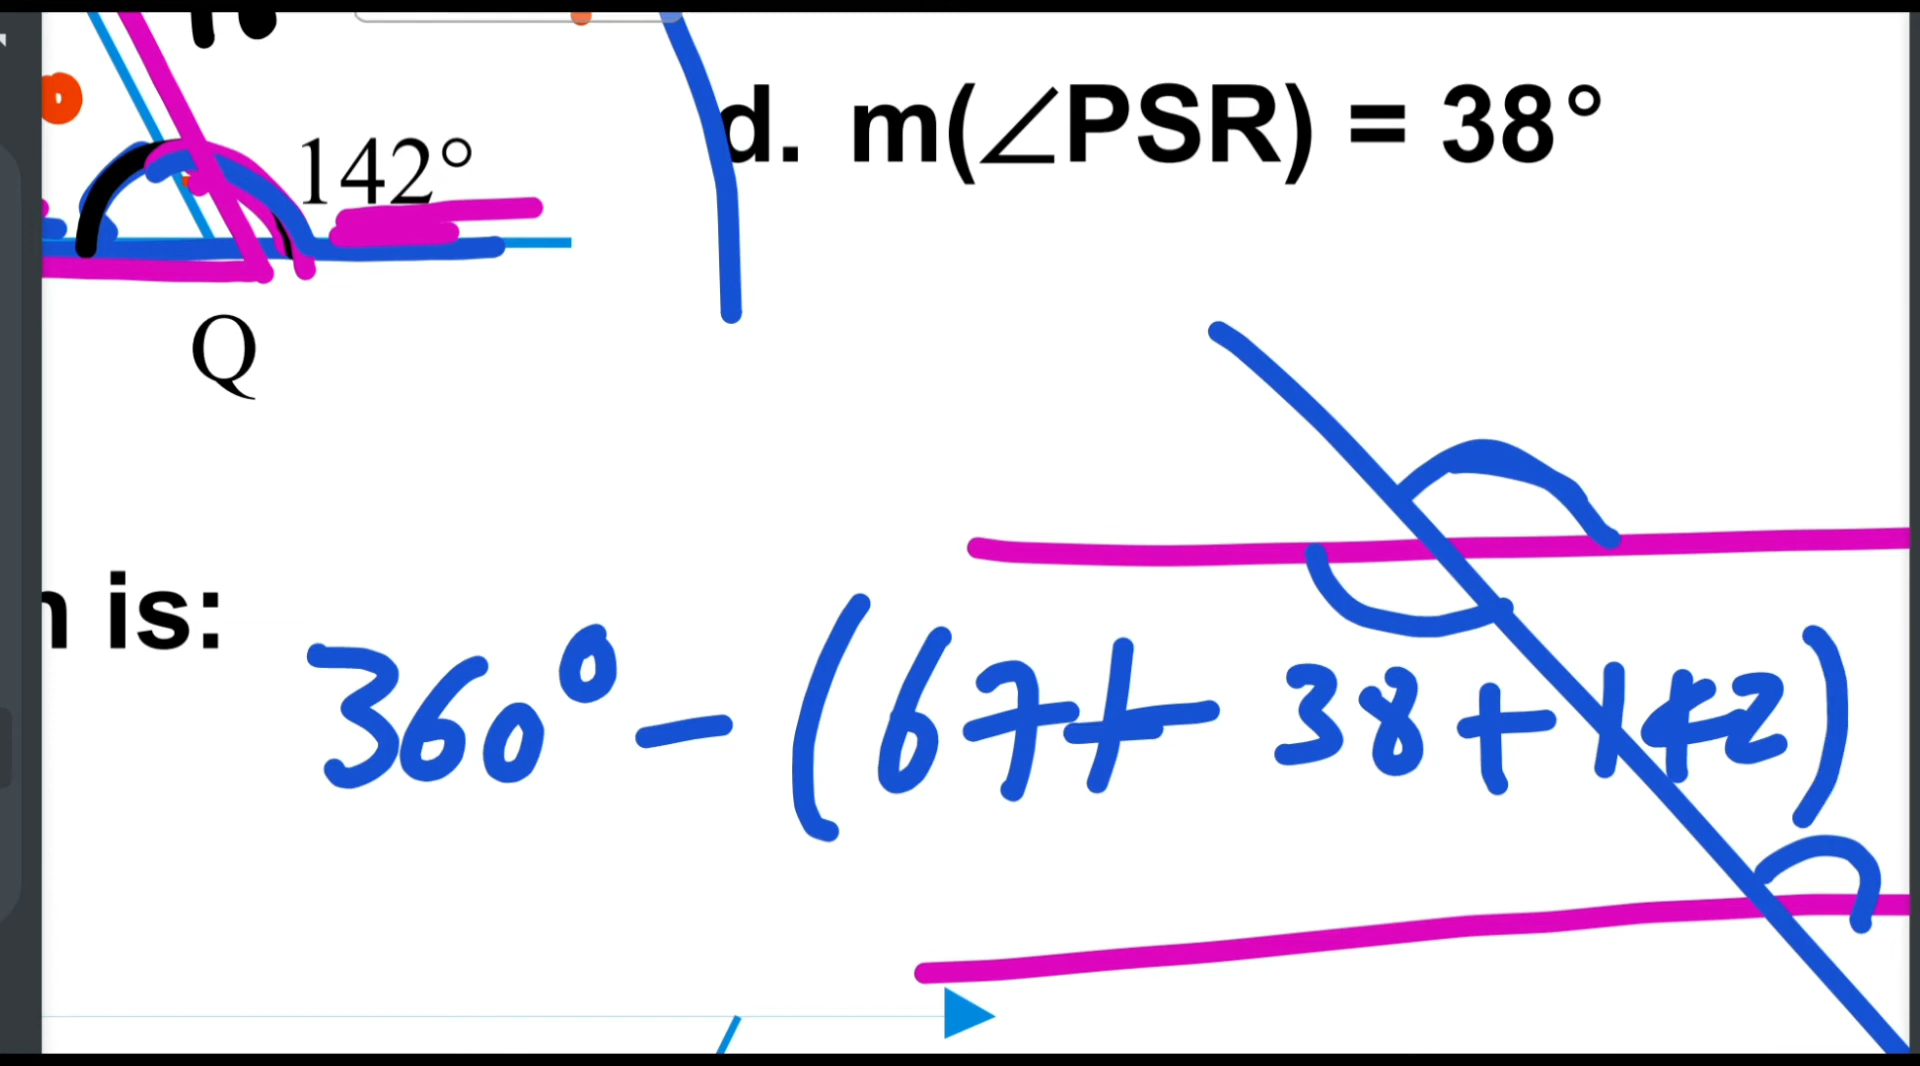 142°
d. m(∠PSR) = 38°
Q
is:
360° - (67 + 38 + 142)